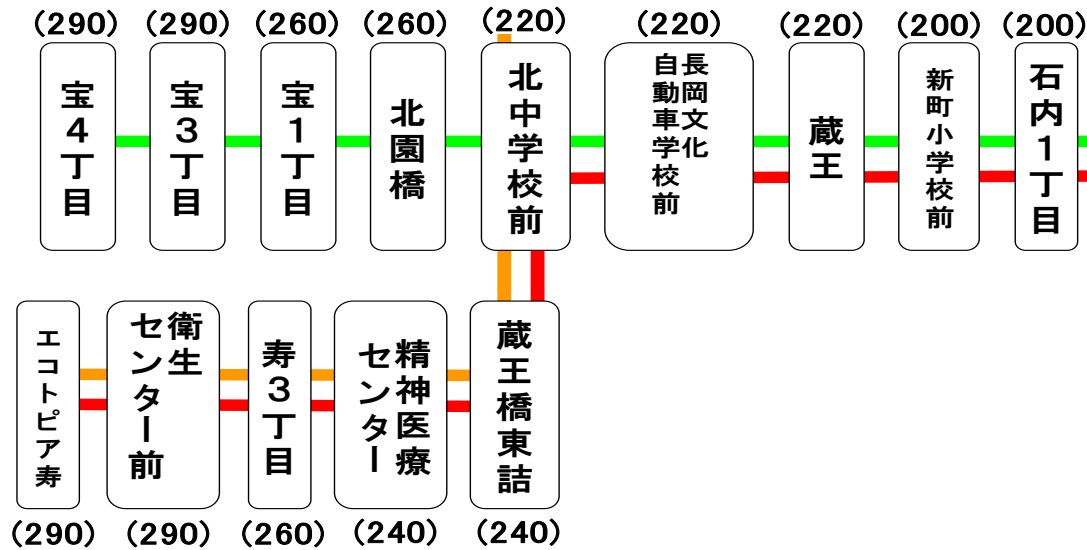 (290)
(290)
(260)
(260)
(220)
(220)
(220)
(200)
(200)
宝4丁目
宝3丁目
宝1丁目
北園橋
北中学校前
長岡文化
自動車学校前
蔵王
新町小学校前
石内1丁目
エコトピア寿
衛生
センター前
寿3丁目
精神医療
センター
蔵王橋東詰
(290)
(290)
(260)
(240)
(240)